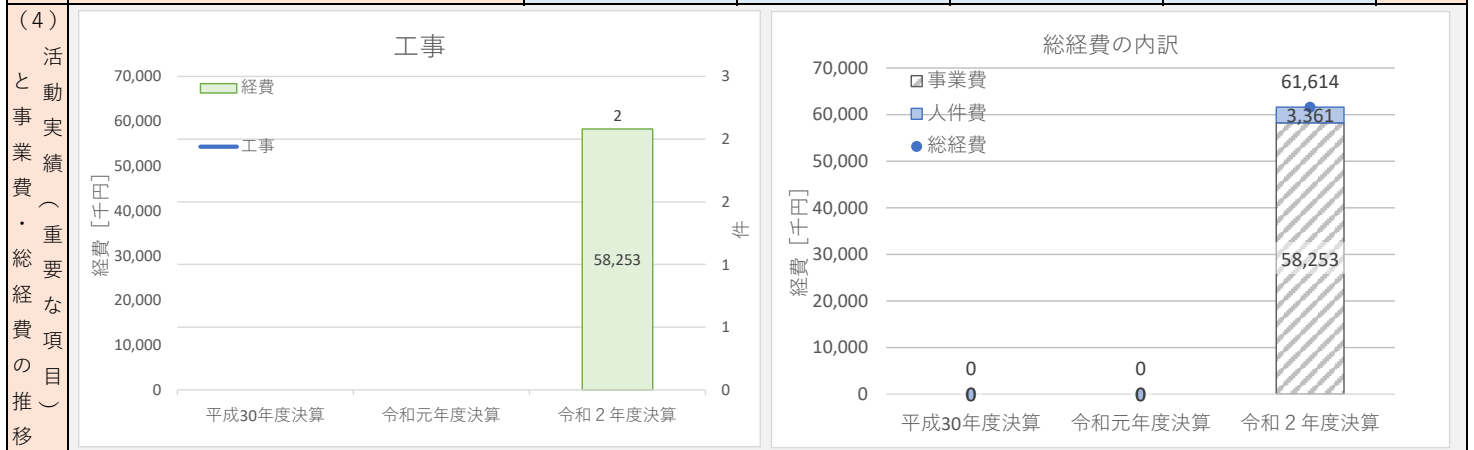 (4)
活動実績（重要な項目）
と事業費・総経費の推移
工事
70,000
60,000
50,000
40,000
30,000
20,000
10,000
0
経費［千円］
経費
工事
2
58,253
3
2
2
1
1
0
件
平成30年度決算
令和元年度決算
令和２年度決算
総経費の内訳
70,000
60,000
50,000
40,000
30,000
20,000
10,000
0
経費［千円］
事業費
人件費
総経費
61,614
3,361
58,253
0
0
0
0
平成30年度決算
令和元年度決算
令和２年度決算